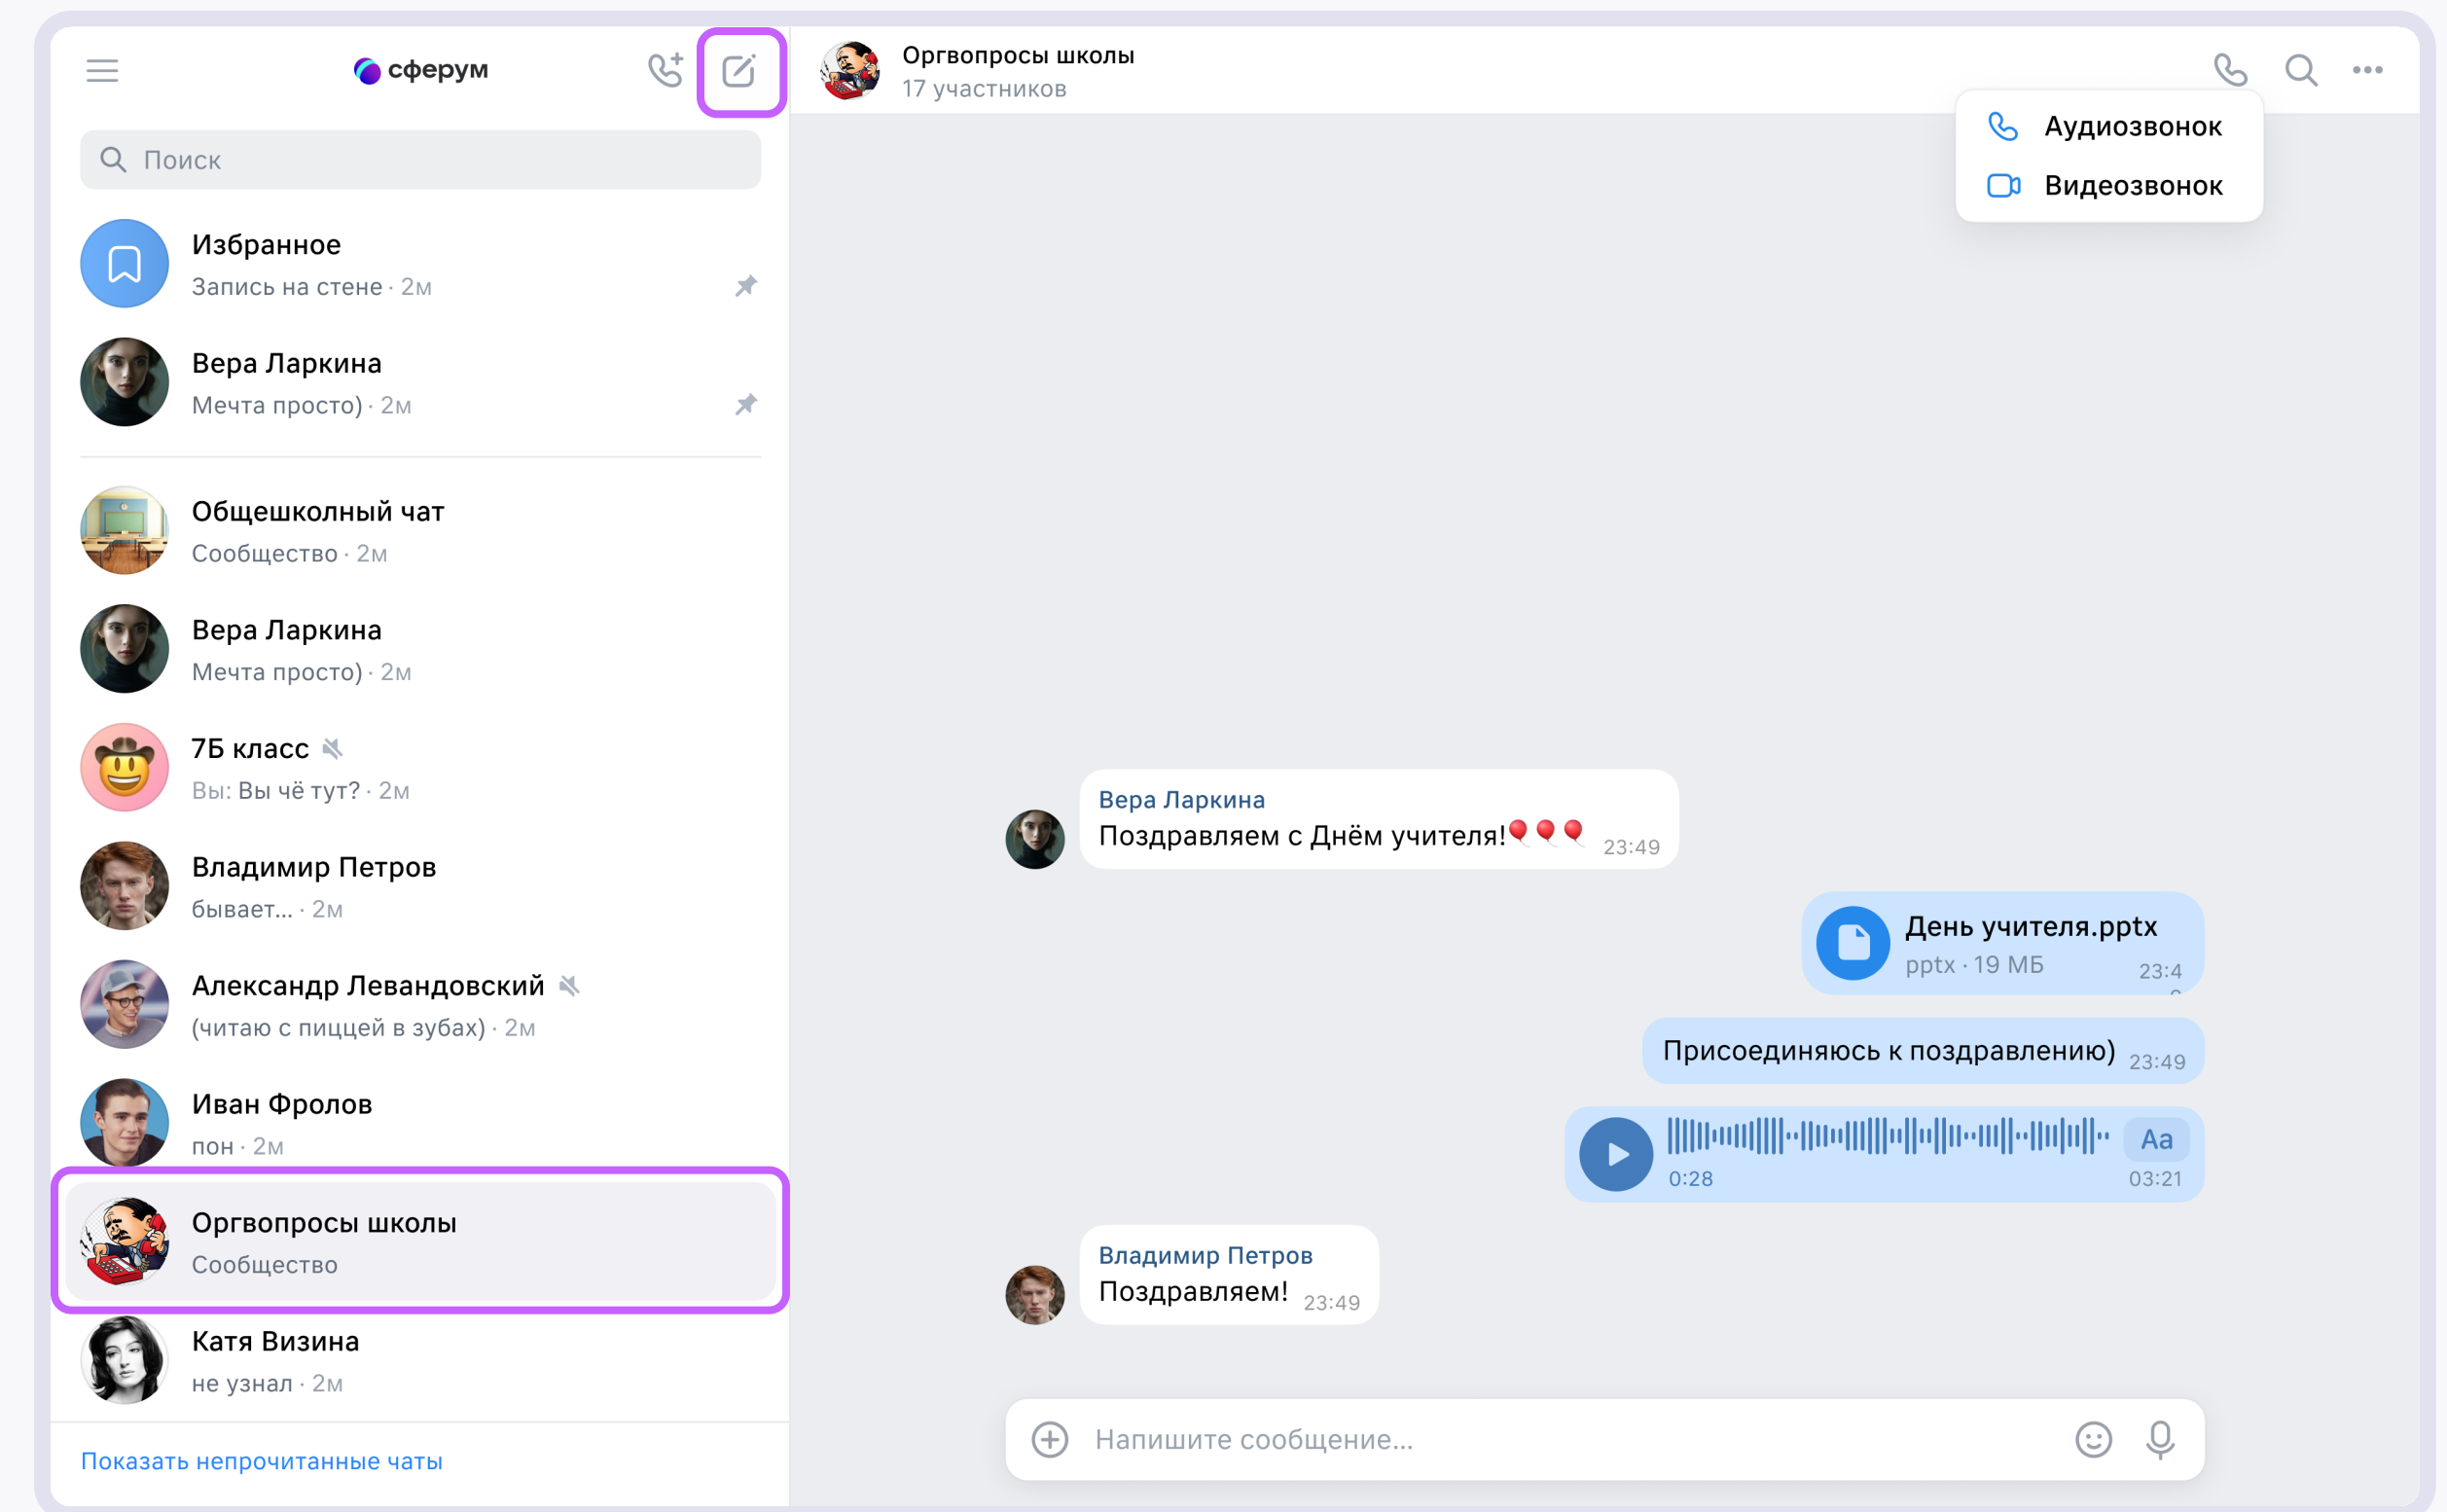 сферум
Поиск
Избранное
Запись на стене · 2м
Вера Ларкина
Мечта просто) · 2м
Общешкольный чат
Сообщество · 2м
Вера Ларкина
Мечта просто) · 2м
7Б класс
Вы: Вы чё тут? · 2м
Владимир Петров
бывает... · 2м
Александр Левандовский
(читаю с пиццей в зубах) · 2м
Иван Фролов
пон · 2м
Оргвопросы школы
Сообщество
Катя Визина
не узнал · 2м
Показать непрочитанные чаты
Оргвопросы школы
17 участников
Аудиозвонок
Видеозвонок
Вера Ларкина
Поздравляем с Днём учителя!🎈🎈🎈 23:49
День учителя.pptx
pptx · 19 МБ 23:4
Присоединяюсь к поздравлению) 23:49
Aa
0:28 03:21
Владимир Петров
Поздравляем! 23:49
Напишите сообщение...